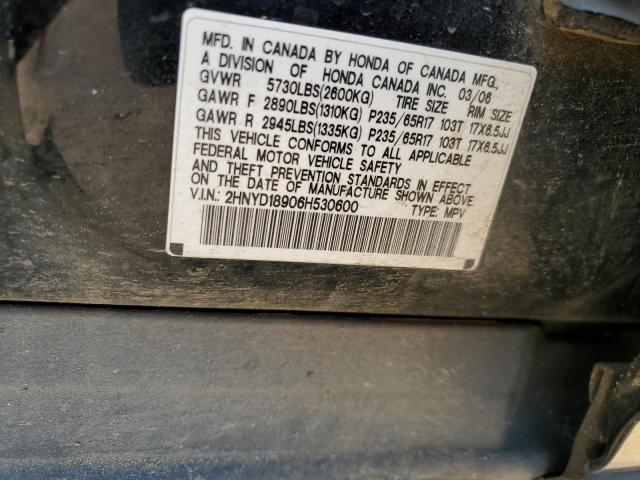 MFD. IN CANADA BY HONDA OF CANADA MFG.,
A DIVISION OF HONDA CANADA INC. 03/06
GVWR 5730LBS(2600KG) TIRE SIZE RIM SIZE
GAWR F 2890LBS(1310KG) P235/65R17 103T 17X6.5JJ
GAWR R 2945LBS(1335KG) P235/65R17 103T 17X6.5JJ
THIS VEHICLE CONFORMS TO ALL APPLICABLE
FEDERAL MOTOR VEHICLE SAFETY
AND THEFT PREVENTION STANDARDS IN EFFECT
ON THE DATE OF MANUFACTURE SHOWN ABOVE
V.I.N.: 2HNYD18906H530600 TYPE: MPV